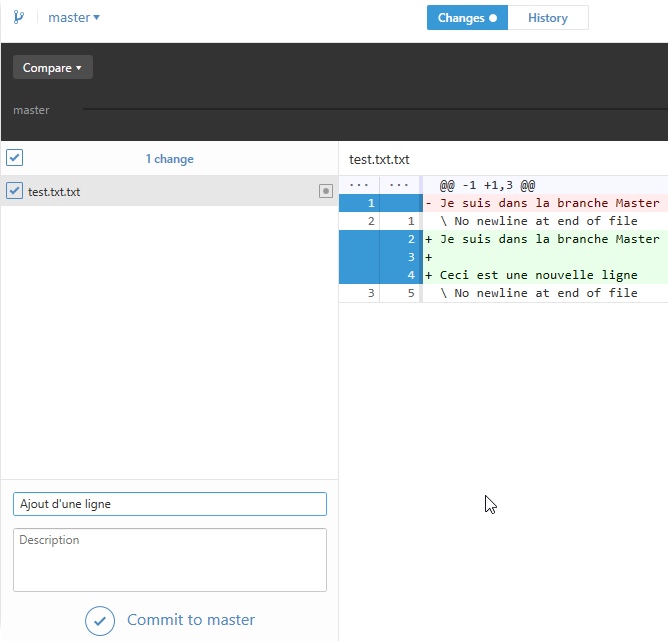 master
Changes
History
Compare
master
1 change
test.txt.txt
test.txt.txt
... ... @@ -1 +1,3 @@
1 - Je suis dans la branche Master
2 1 \ No newline at end of file
2 + Je suis dans la branche Master
3 +
4 + Ceci est une nouvelle ligne
3 5 \ No newline at end of file
Ajout d'une ligne
Description
Commit to master